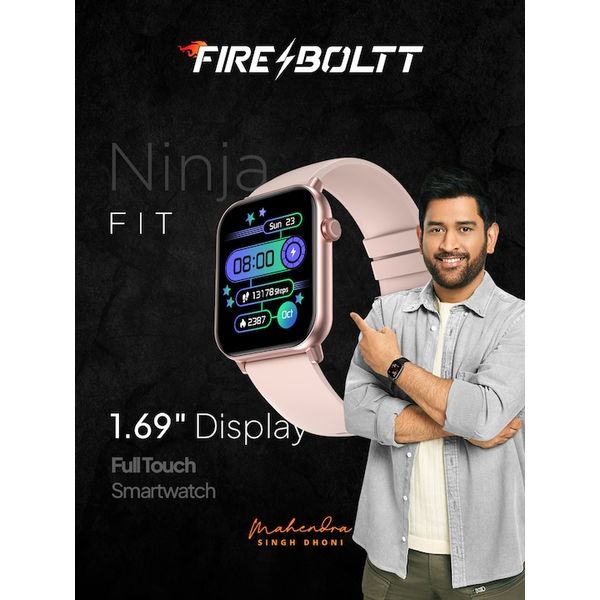 FIRE BOLTT
Ninja
FIT
Sun 23
08:00
13178 Steps
2387
Oct
1.69" Display
Full Touch
Smartwatch
Mahendra
SINGH DHONI